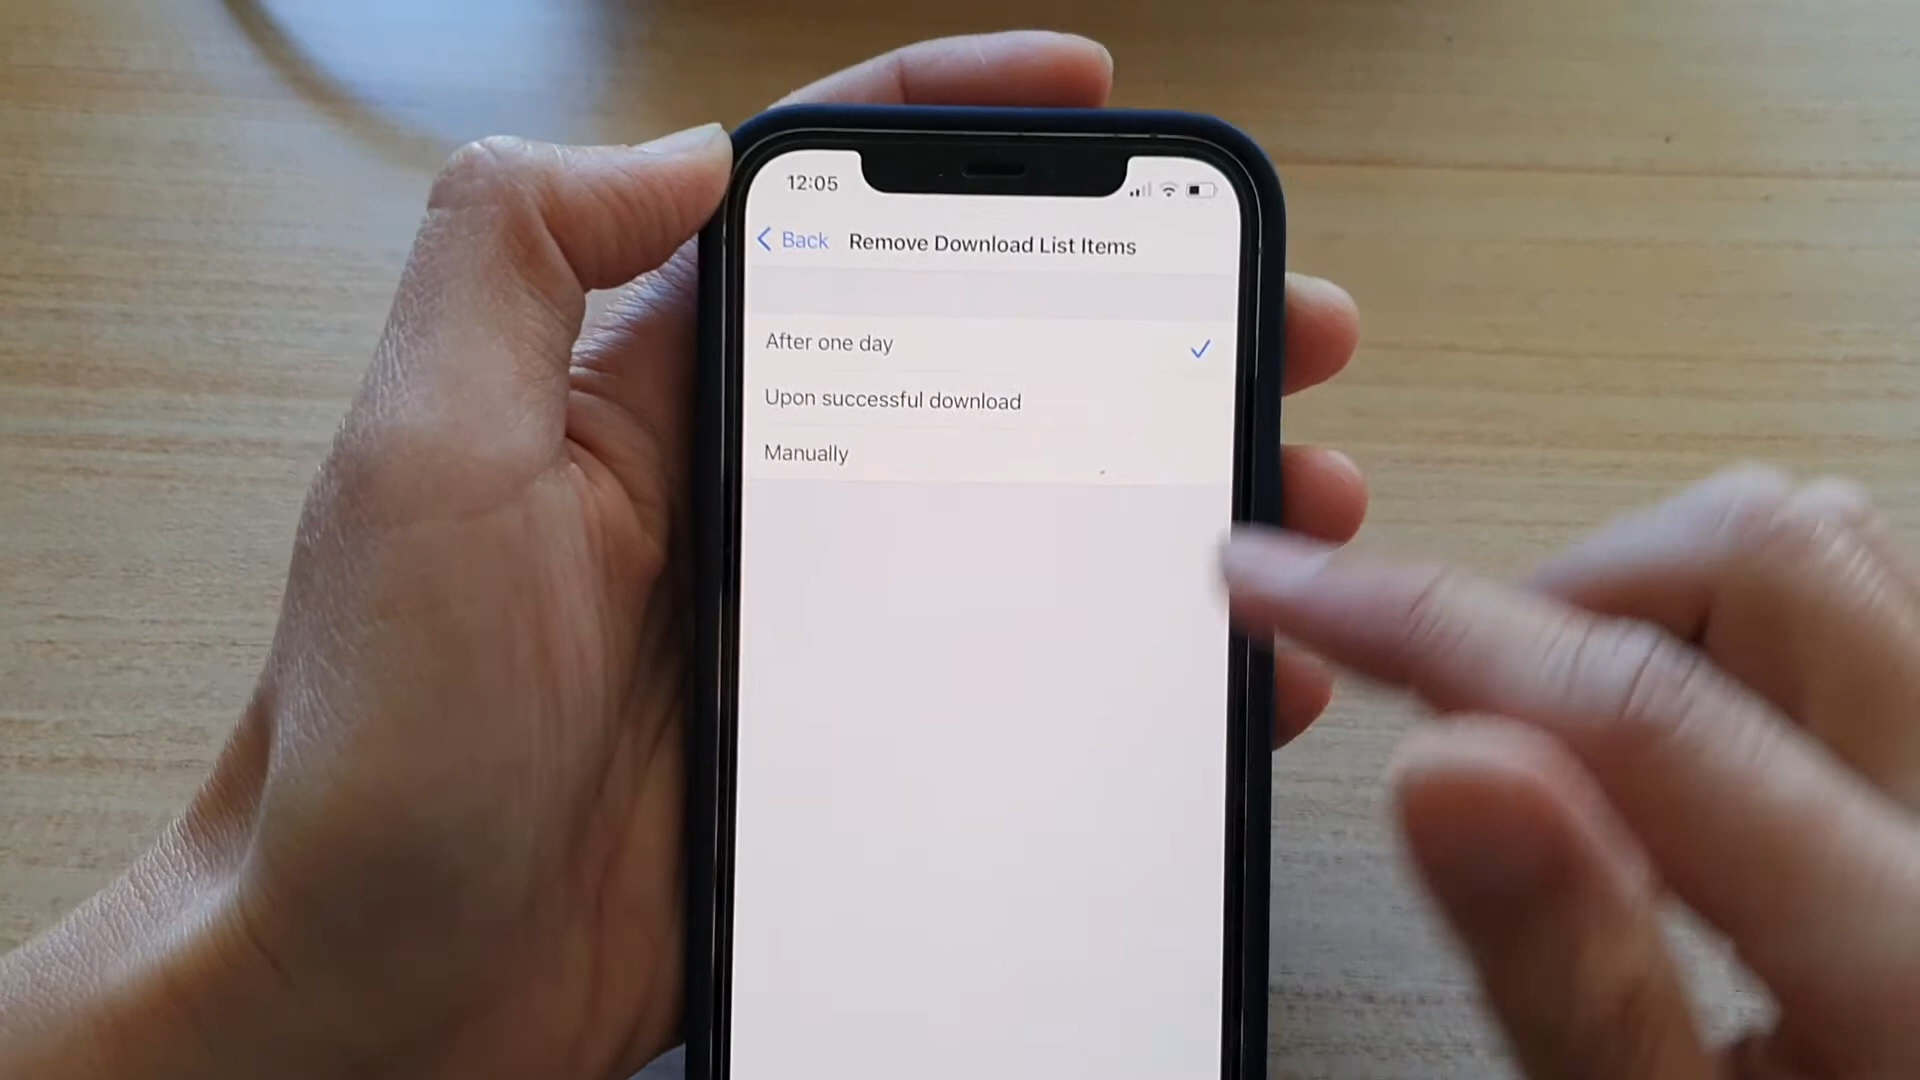 12:05
Back Remove Download List Items
After one day
Upon successful download
Manually